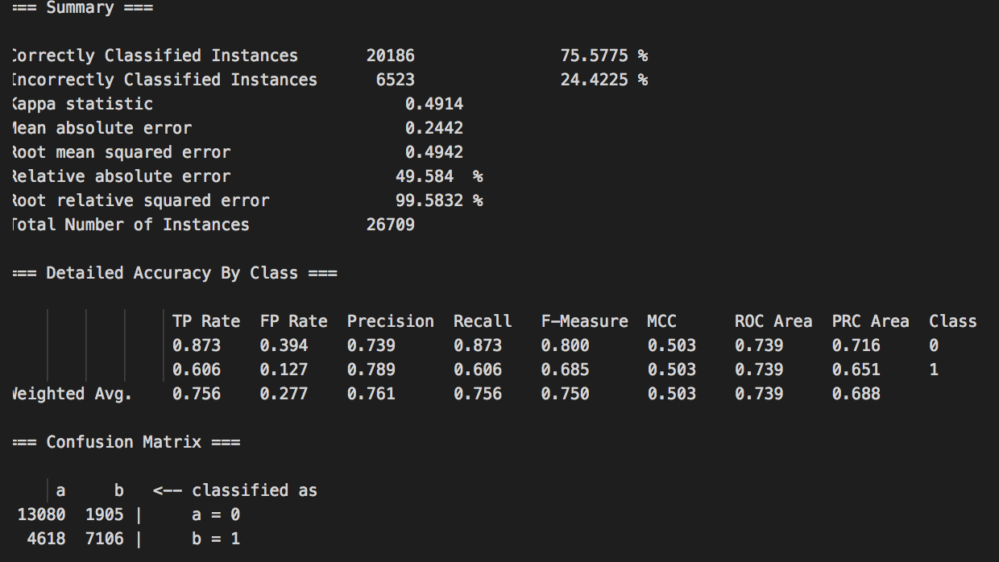 === Summary ===
Correctly Classified Instances 20186 75.5775 %
Incorrectly Classified Instances 6523 24.4225 %
Kappa statistic 0.4914
Mean absolute error 0.2442
Root mean squared error 0.4942
Relative absolute error 49.584 %
Root relative squared error 99.5832 %
Total Number of Instances 26709
=== Detailed Accuracy By Class ===
TP Rate FP Rate Precision Recall F-Measure MCC ROC Area PRC Area Class
0.873 0.394 0.739 0.873 0.800 0.503 0.739 0.716 0
0.606 0.127 0.789 0.606 0.685 0.503 0.739 0.651 1
Weighted Avg. 0.756 0.277 0.761 0.756 0.750 0.503 0.739 0.688
=== Confusion Matrix ===
a b <-- classified as
13080 1905 | a = 0
4618 7106 | b = 1